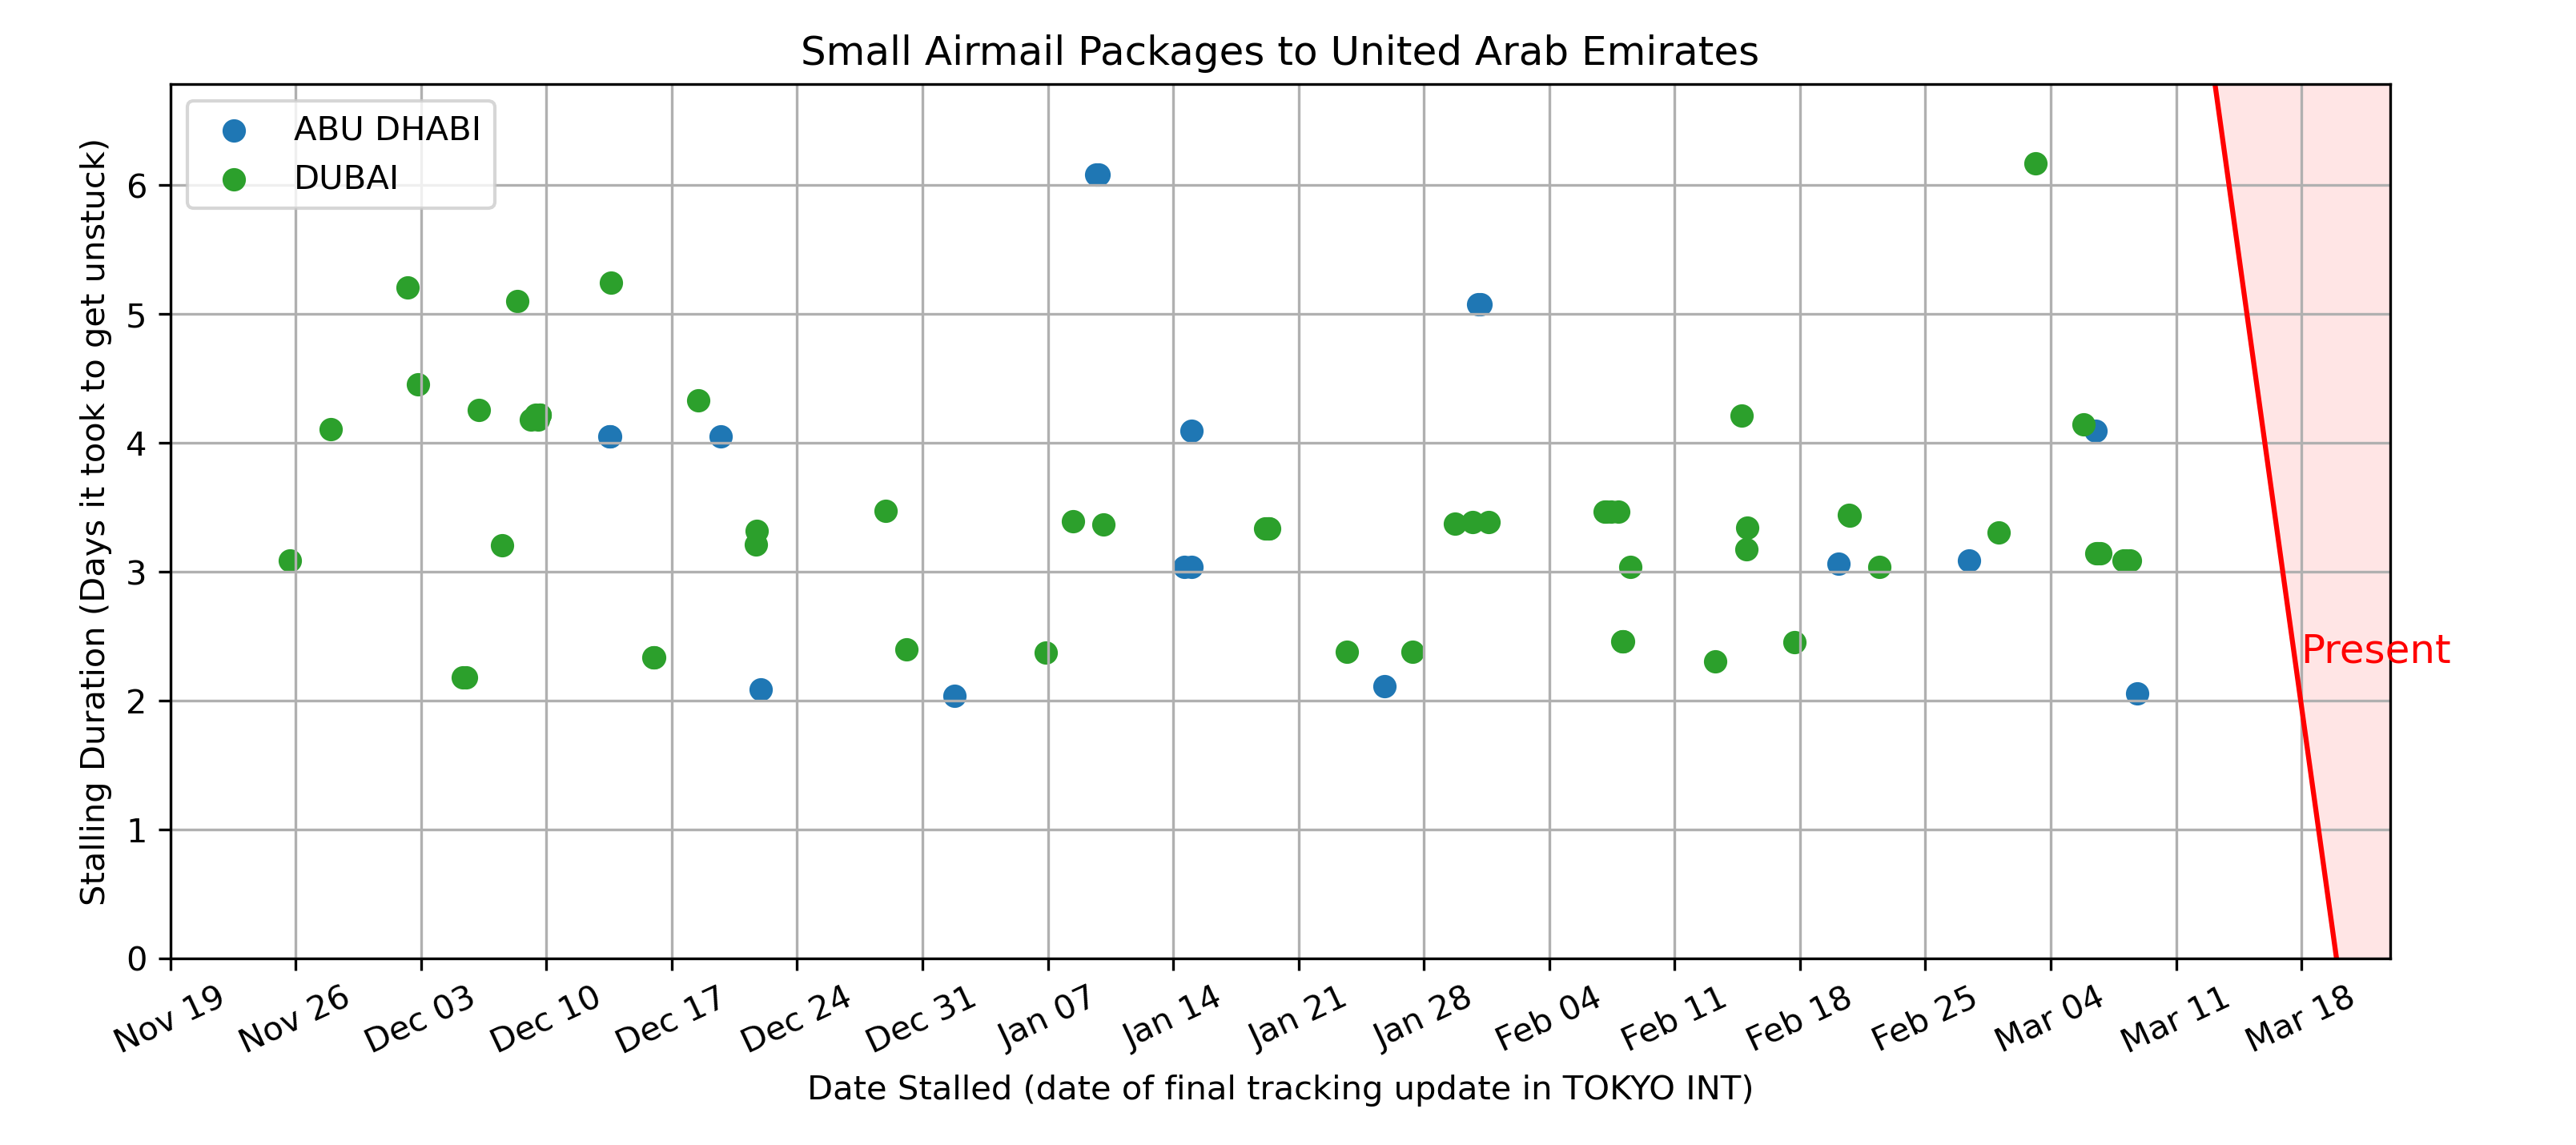 Small Airmail Packages to United Arab Emirates
ABU DHABI
DUBAI
Stalling Duration (Days it took to get unstuck)
6
5
4
3
2
1
0
Present
Nov 19
Nov 26
Dec 03
Dec 10
Dec 17
Dec 24
Dec 31
Jan 07
Jan 14
Jan 21
Jan 28
Feb 04
Feb 11
Feb 18
Feb 25
Mar 04
Mar 11
Mar 18
Date Stalled (date of final tracking update in TOKYO INT)